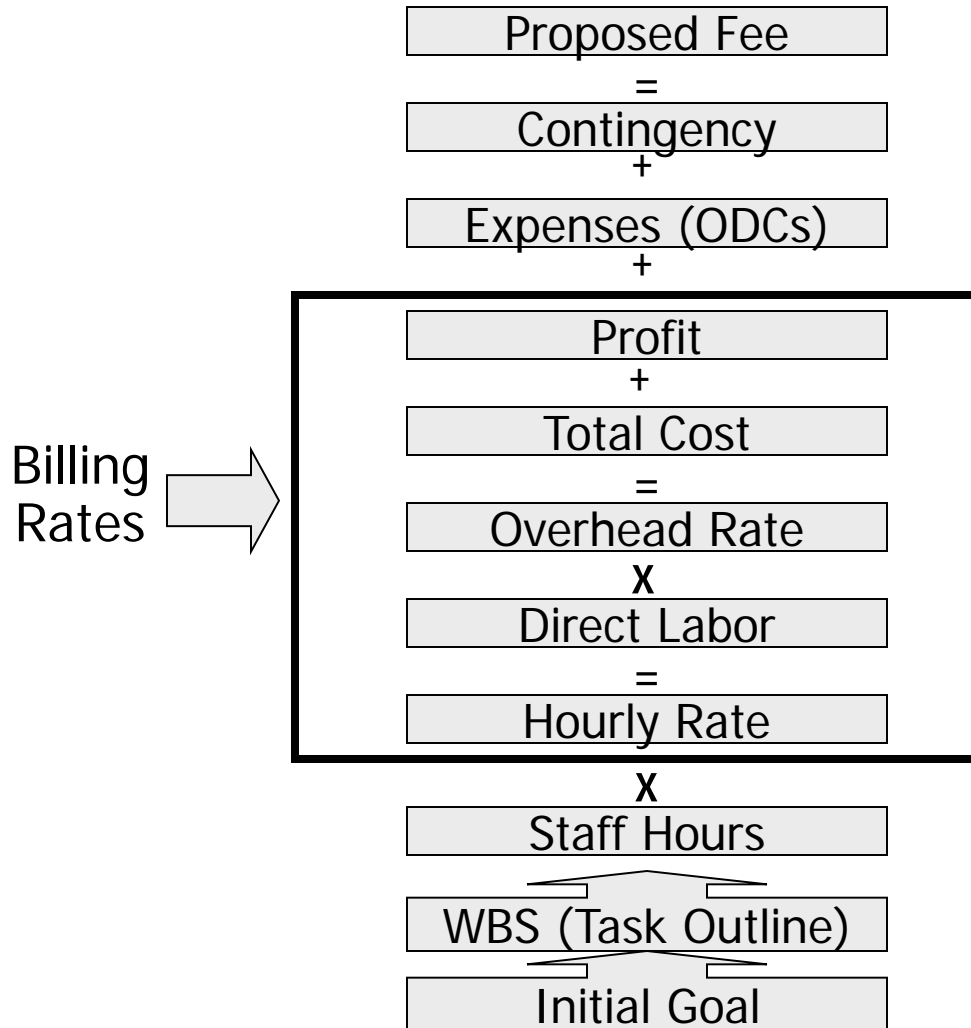 Proposed Fee
=
Contingency
+
Expenses (ODCs)
+
Profit
+
Total Cost
=
Overhead Rate
X
Direct Labor
=
Hourly Rate
X
Staff Hours
WBS (Task Outline)
Initial Goal
Billing
Rates